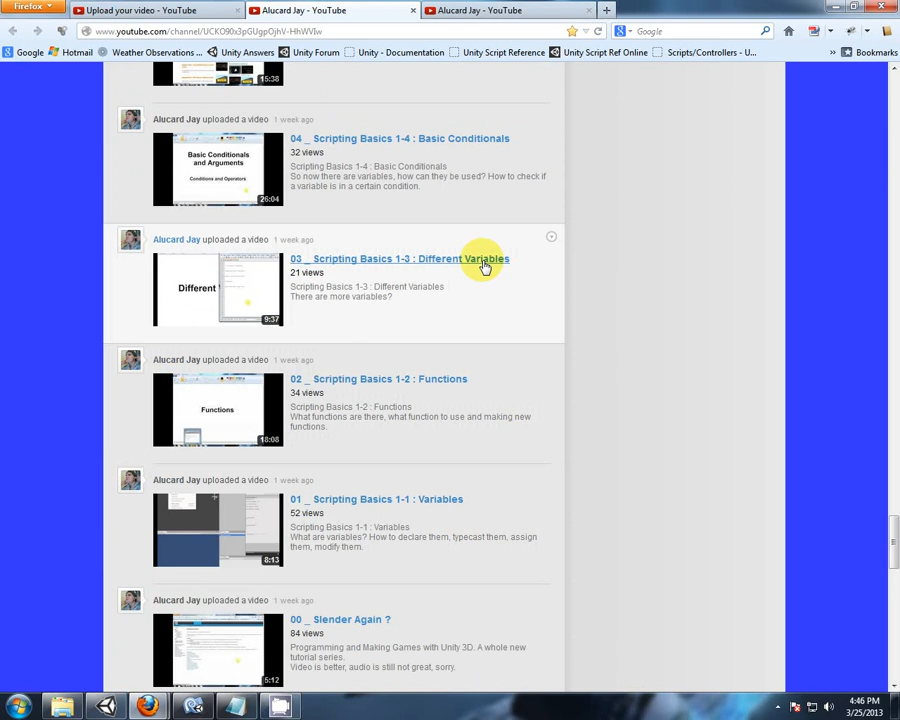 Firefox
Upload your video - YouTube
Alucard Jay - YouTube
Alucard Jay - YouTube
www.youtube.com/channel/UCKO90x3pGUgpOjhV-HhWVIw
Google
Google
Hotmail
Weather Observations ...
Unity Answers
Unity Forum
Unity - Documentation
Unity Script Reference
Unity Script Ref Online
Scripts/Controllers - U...
Bookmarks
15:38
Alucard Jay uploaded a video 1 week ago
04 _ Scripting Basics 1-4 : Basic Conditionals
32 views
Scripting Basics 1-4 : Basic Conditionals
So now there are variables, how can they be used? How to check if
a variable is in a certain condition.
Basic Conditionals
and Arguments
Conditions and Operators
26:04
Alucard Jay uploaded a video 1 week ago
03 _ Scripting Basics 1-3 : Different Variables
21 views
Scripting Basics 1-3 : Different Variables
There are more variables?
Different
9:37
Alucard Jay uploaded a video 1 week ago
02 _ Scripting Basics 1-2 : Functions
34 views
Scripting Basics 1-2 : Functions
What functions are there, what function to use and making new
functions.
Functions
18:08
Alucard Jay uploaded a video 1 week ago
01 _ Scripting Basics 1-1 : Variables
52 views
Scripting Basics 1-1 : Variables
What are variables? How to declare them, typecast them, assign
them, modify them.
8:13
Alucard Jay uploaded a video 1 week ago
00 _ Slender Again ?
84 views
Programming and Making Games with Unity 3D. A whole new
tutorial series.
Video is better, audio is still not great, sorry.
5:12
4:46 PM
3/25/2013